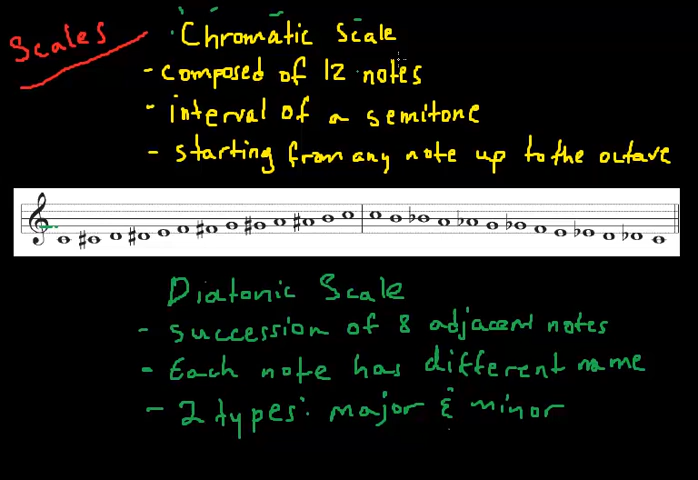 Scales
Chromatic Scale
- composed of 12 notes
- interval of a semitone
- starting from any note up to the octave
Diatonic Scale
- succession of 8 adjacent notes
- Each note has different name
- 2 types: major & minor